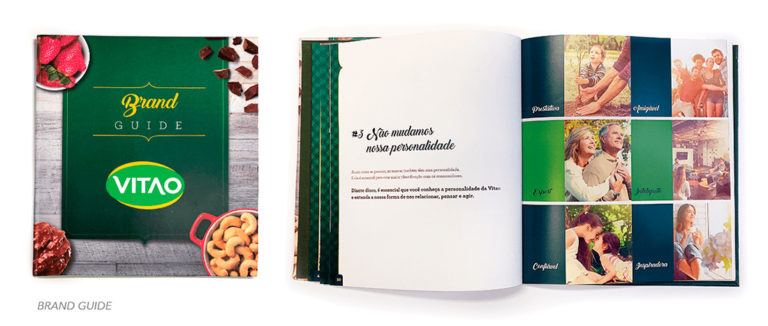 Brand
GUIDE
VITAO
BRAND GUIDE
#3 Não mudamos
nossa personalidade
Diante disso, é essencial que você conheça a personalidade da Vitao
e entenda a nossa forma de nos relacionar, pensar e agir.
Prestativa
Amigável
Expert
Inteligente
Confiável
Inspiradora